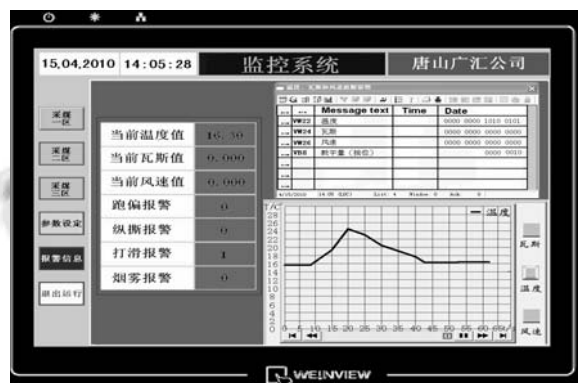 15,04,2010 14:05:28 监控系统 唐山广汇公司
采煤一区
采煤二区
采煤三区
参数设定
报警信息
退出运行
当前温度值 16.30
当前瓦斯值 0.000
当前风速值 0.000
跑偏报警 0
纵撕报警 0
打滑报警 1
烟雾报警 0
Message text Time Date
VW22 温度 0000 0000 1010 0101
VW24 瓦斯 0000 0000 0000 0000
VW26 风速 0000 0000 0000 0000
VB8 数字量（按位） 0000 0010
T/C
温度
28
26
24
22
20
18
16
14
12
10
8
6
4
2
0
0 5 10 15 20 25 30 35 40 45 50 55 60 65
瓦斯
温度
风速
WEINVIEW